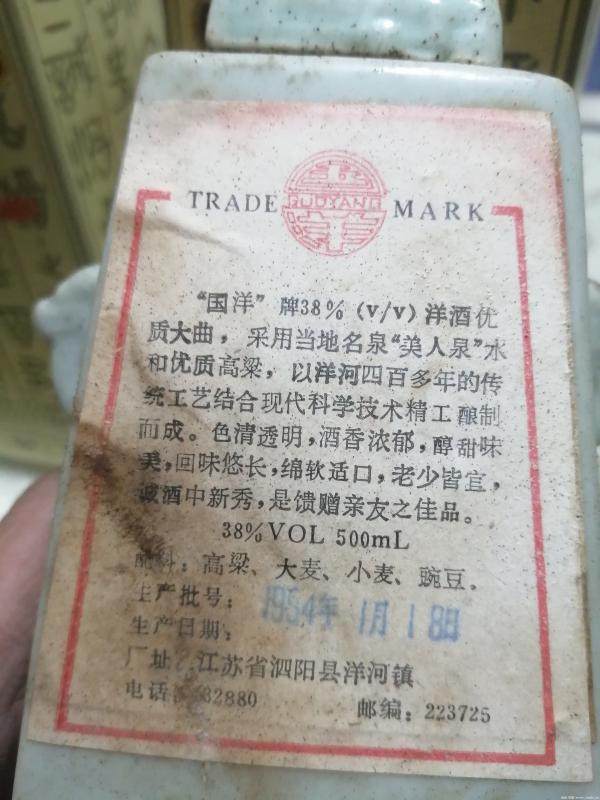 TRADE GUOYANG MARK
“国洋”牌38%(v/v)洋酒优
质大曲，采用当地名泉“美人泉”水
和优质高粱，以洋河四百多年的传
统工艺结合现代科学技术精工酿制
而成。色清透明，酒香浓郁，醇甜味
美，回味悠长，绵软适口，老少皆宜，
诚酒中新秀，是馈赠亲友之佳品。
38%VOL 500mL
配料：高粱、大麦、小麦、豌豆。
生产批号：
生产日期：1954年 1月 18日
厂址：江苏省泗阳县洋河镇
电话：32880 邮编：223725